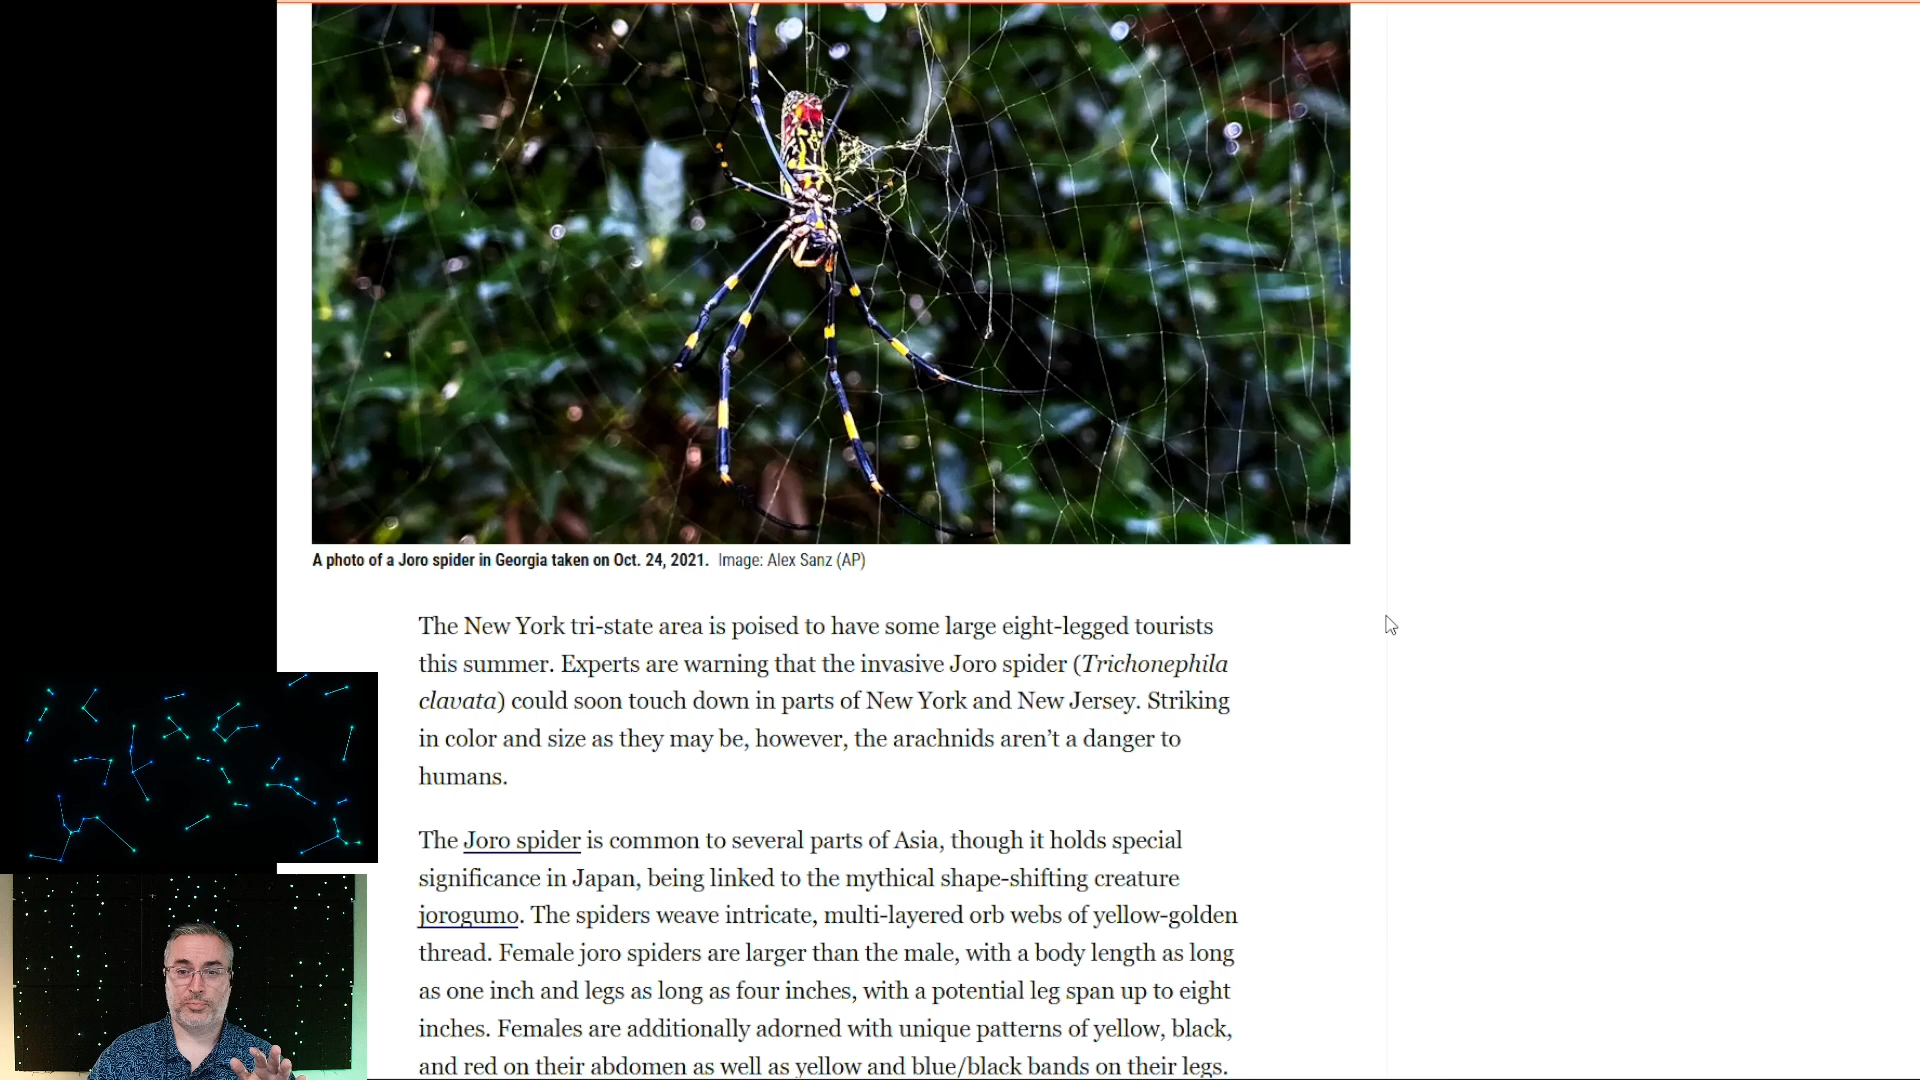 A photo of a Joro spider in Georgia taken on Oct. 24, 2021. Image: Alex Sanz (AP)
The New York tri-state area is poised to have some large eight-legged tourists
this summer. Experts are warning that the invasive Joro spider (Trichonephila
clavata) could soon touch down in parts of New York and New Jersey. Striking
in color and size as they may be, however, the arachnids aren’t a danger to
humans.
The Joro spider is common to several parts of Asia, though it holds special
significance in Japan, being linked to the mythical shape-shifting creature
jorogumo. The spiders weave intricate, multi-layered orb webs of yellow-golden
thread. Female joro spiders are larger than the male, with a body length as long
as one inch and legs as long as four inches, with a potential leg span up to eight
inches. Females are additionally adorned with unique patterns of yellow, black,
and red on their abdomen as well as yellow and blue/black bands on their legs.